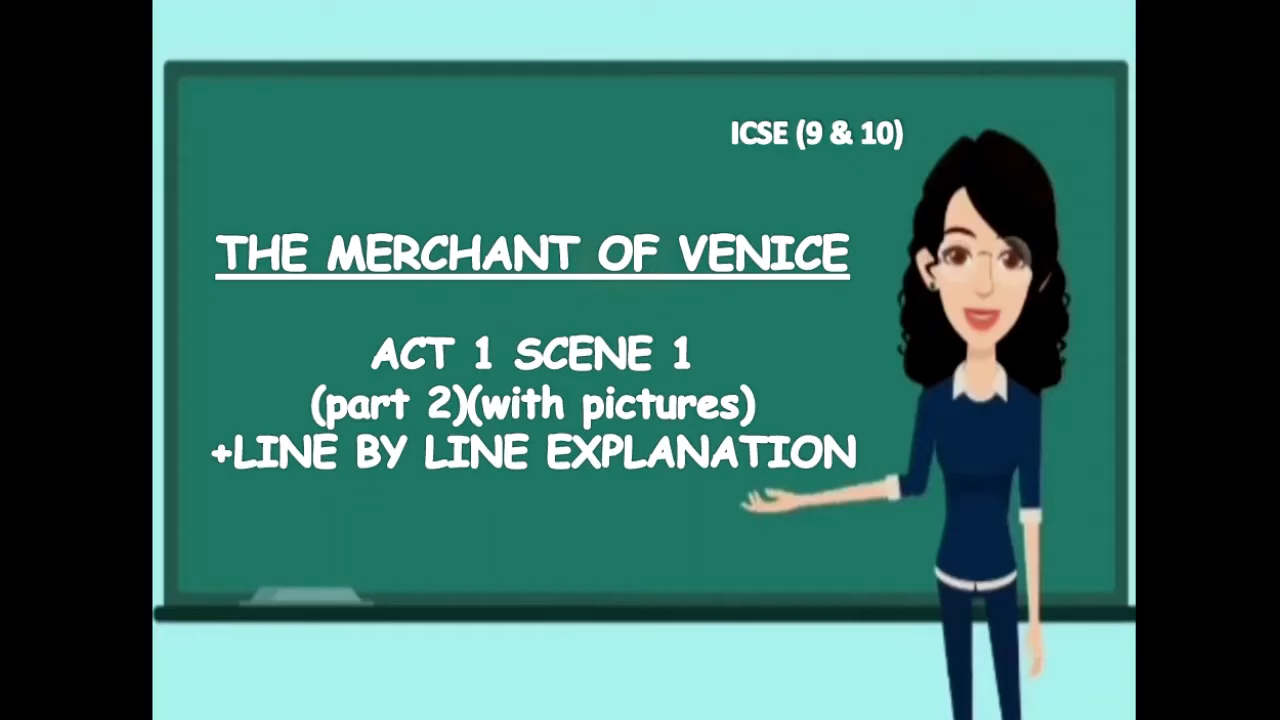 ICSE (9 & 10)
THE MERCHANT OF VENICE
ACT 1 SCENE 1
(part 2)(with pictures)
+LINE BY LINE EXPLANATION